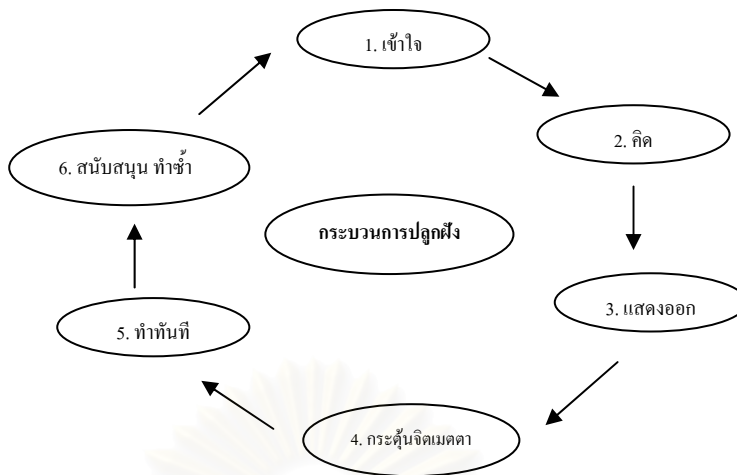 1. เข้าใจ
2. คิด
3. แสดงออก
4. กระตุ้นจิตเมตตา
5. ทำทันที
6. สนับสนุน ทำซ้ำ
กระบวนการปลูกฝัง